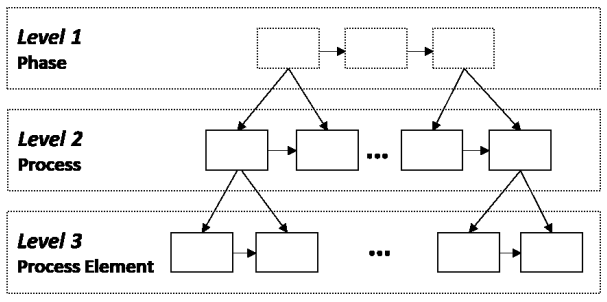 Level 1
Phase
Level 2
Process
...
Level 3
Process Element
...